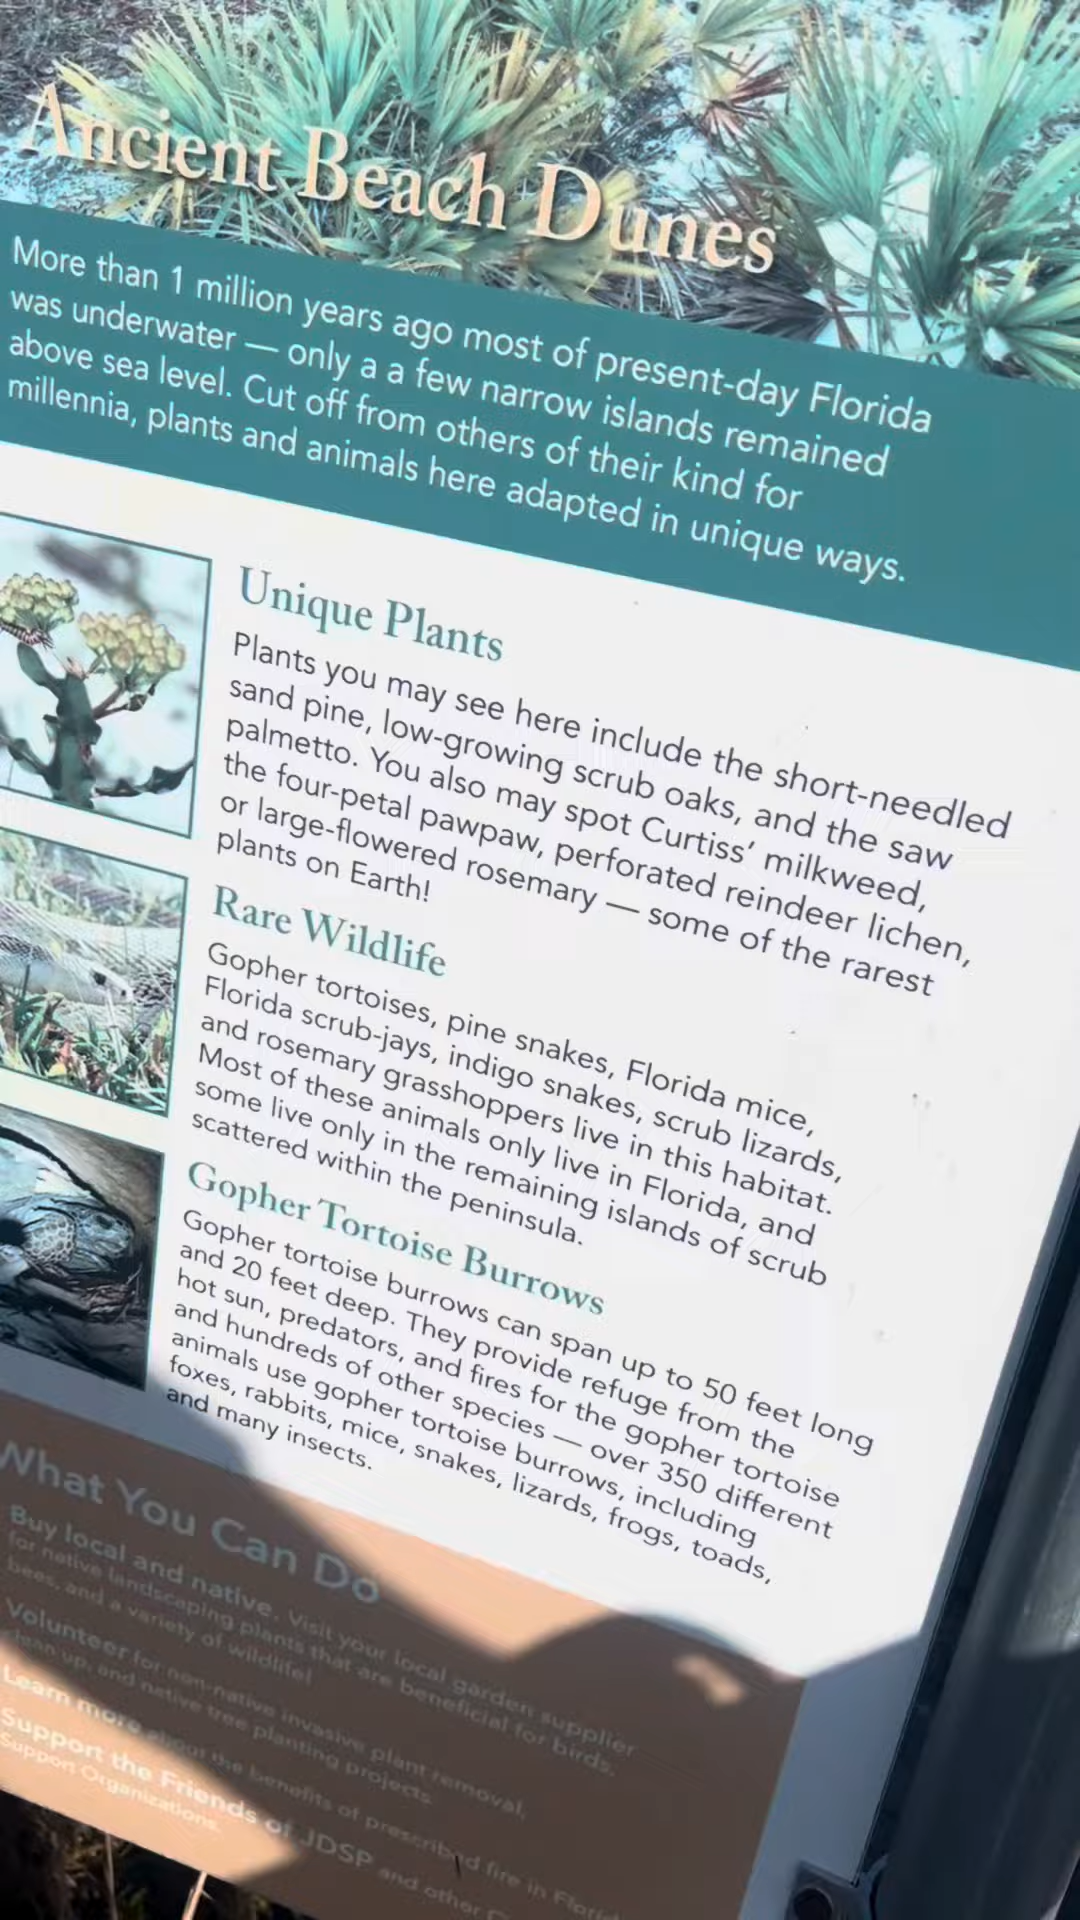 Ancient Beach Dunes
More than 1 million years ago most of present-day Florida
was underwater — only a a few narrow islands remained
above sea level. Cut off from others of their kind for
millennia, plants and animals here adapted in unique ways.
Unique Plants
Plants you may see here include the short-needled
sand pine, low-growing scrub oaks, and the saw
palmetto. You also may spot Curtiss’ milkweed,
the four-petal pawpaw, perforated reindeer lichen,
or large-flowered rosemary — some of the rarest
plants on Earth!
Rare Wildlife
Gopher tortoises, pine snakes, Florida mice,
Florida scrub-jays, indigo snakes, scrub lizards,
and rosemary grasshoppers live in this habitat.
Most of these animals only live in Florida, and
some live only in the remaining islands of scrub
scattered within the peninsula.
Gopher Tortoise Burrows
Gopher tortoise burrows can span up to 50 feet long
and 20 feet deep. They provide refuge from the
hot sun, predators, and fires for the gopher tortoise
and hundreds of other species — over 350 different
animals use gopher tortoise burrows, including
foxes, rabbits, mice, snakes, lizards, frogs, toads,
and many insects.
What You Can Do
Buy local and native. Visit your local garden supplier
for native landscaping plants that are beneficial for birds,
bees, and a variety of wildlife!
Volunteer for non-native invasive plant removal,
clean up, and native tree planting projects.
Learn more about the benefits of prescribed fire in
Support the Friends of JDSP and other
Support Organizations.